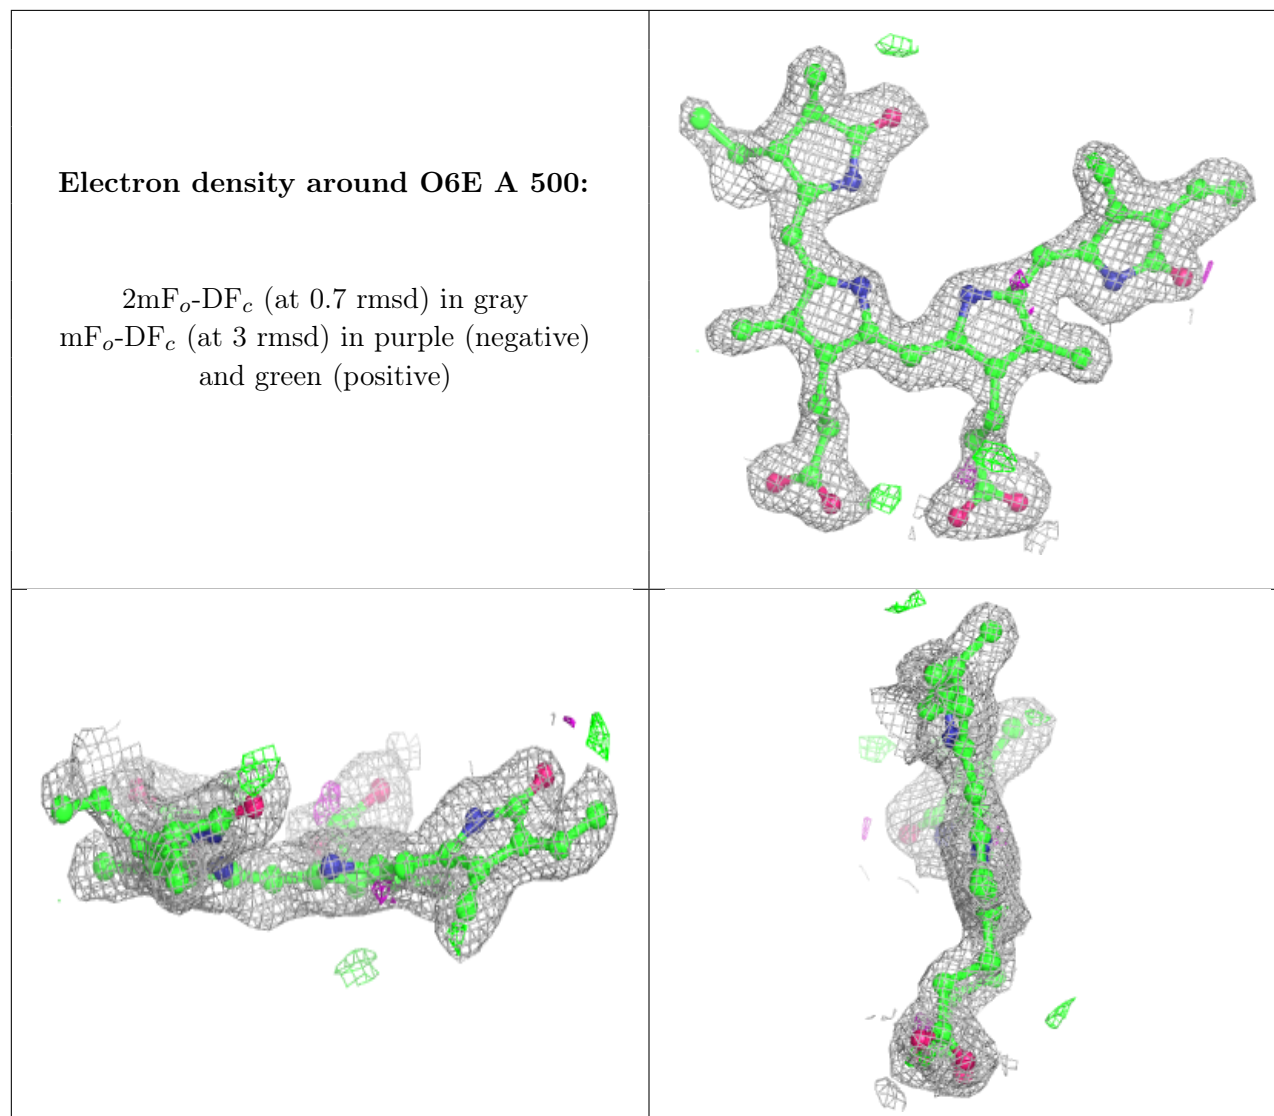 Electron density around O6E A 500:
2mFo-DFc (at 0.7 rmsd) in gray
mFo-DFc (at 3 rmsd) in purple (negative)
and green (positive)